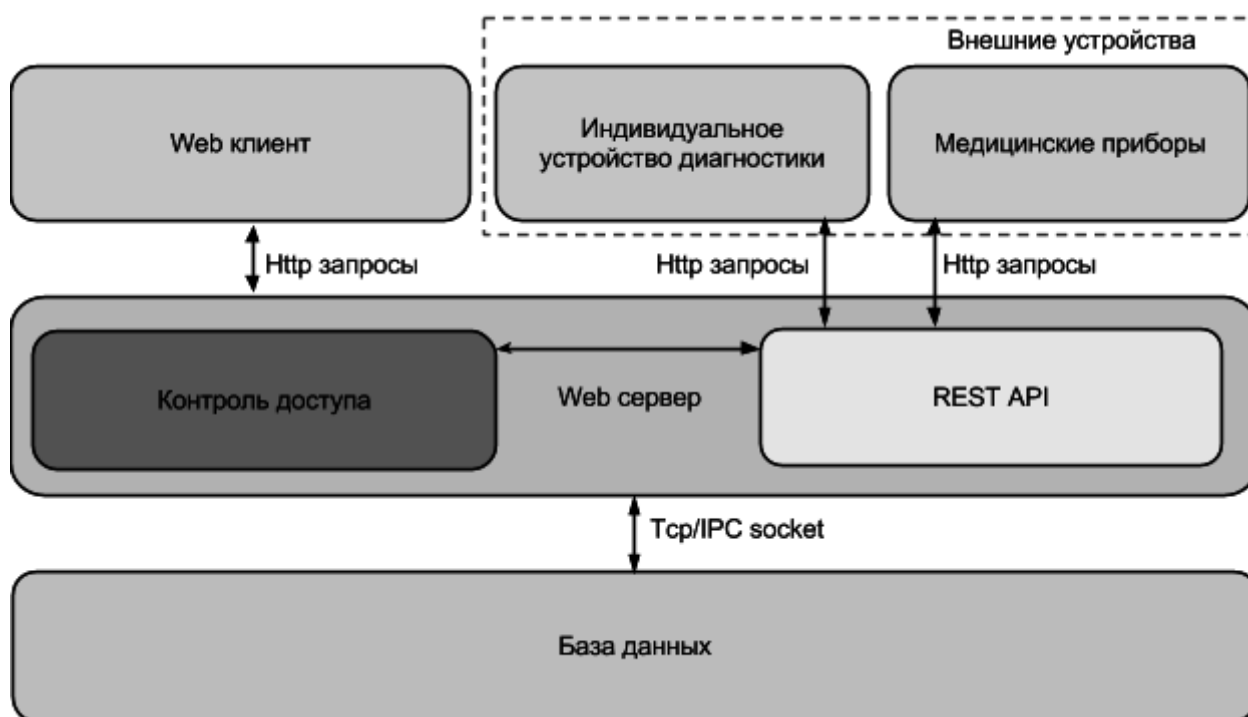 Внешние устройства
Web клиент
Индивидуальное
устройство диагностики
Медицинские приборы
Http запросы
Http запросы
Http запросы
Контроль доступа
Web сервер
REST API
Tcp/IPC socket
База данных